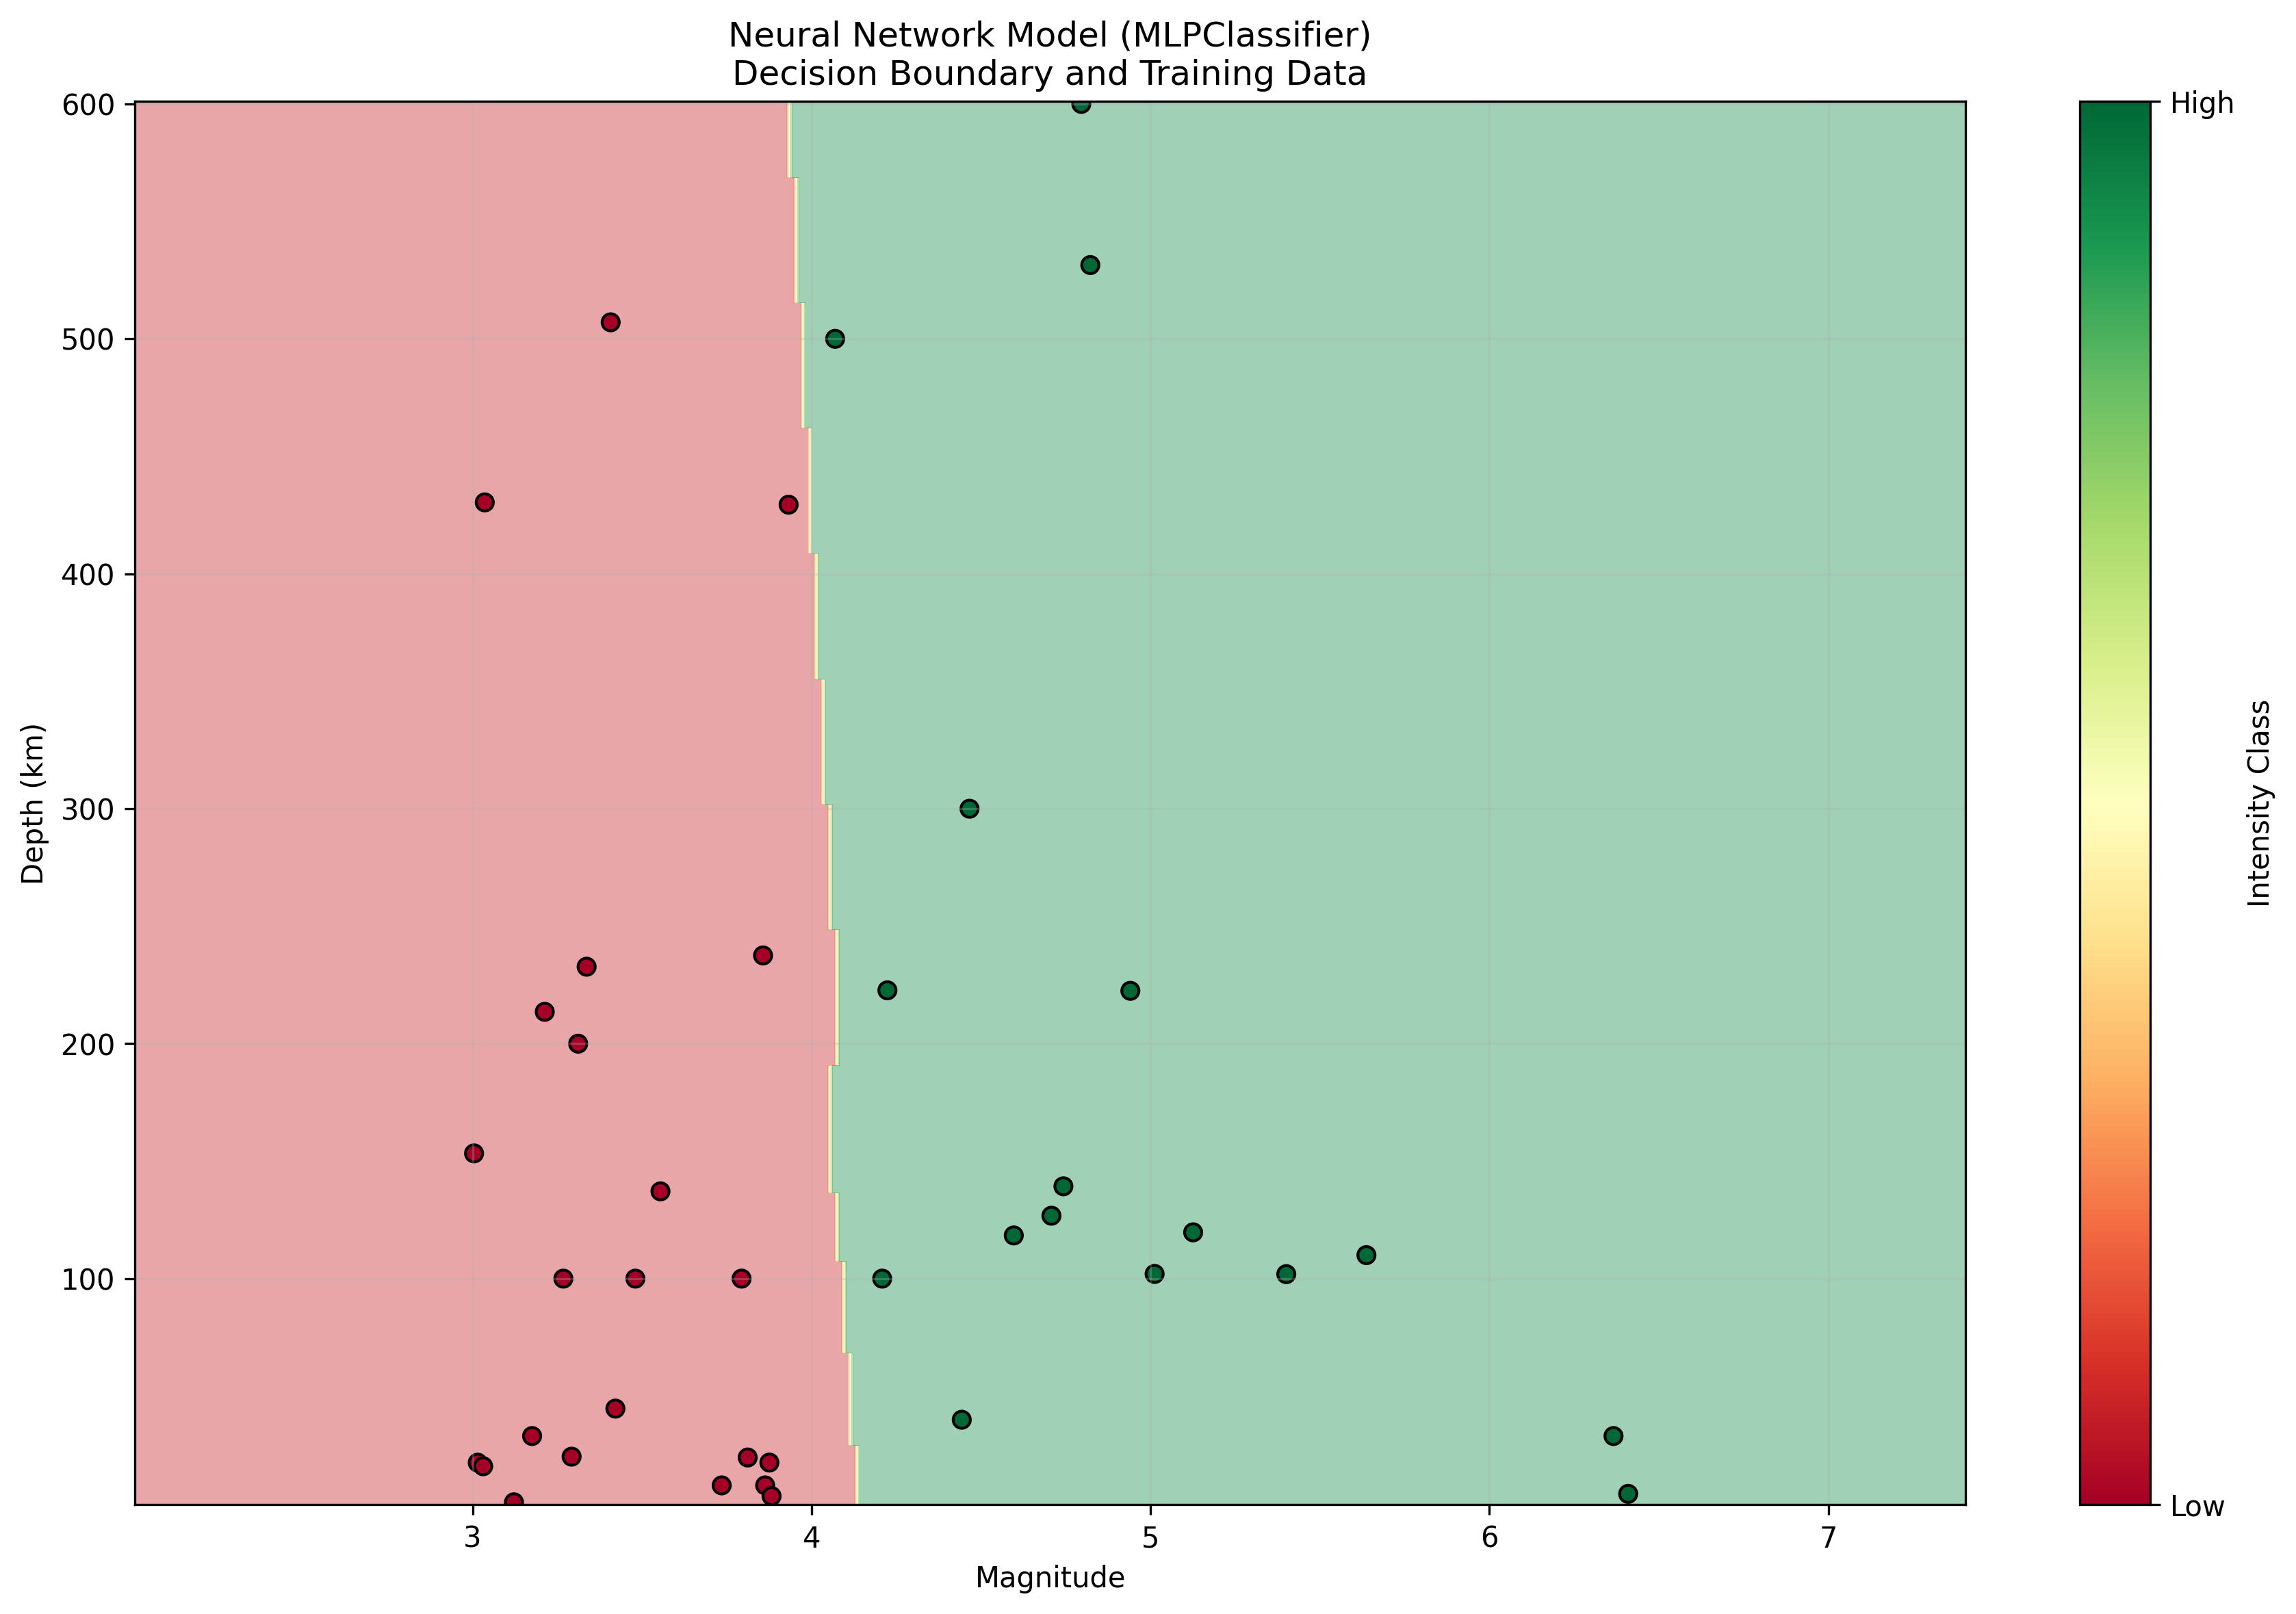 Neural Network Model (MLPClassifier)
Decision Boundary and Training Data
600
500
400
300
200
100
Depth (km)
3
4
5
6
7
Magnitude
High
Low
Intensity Class